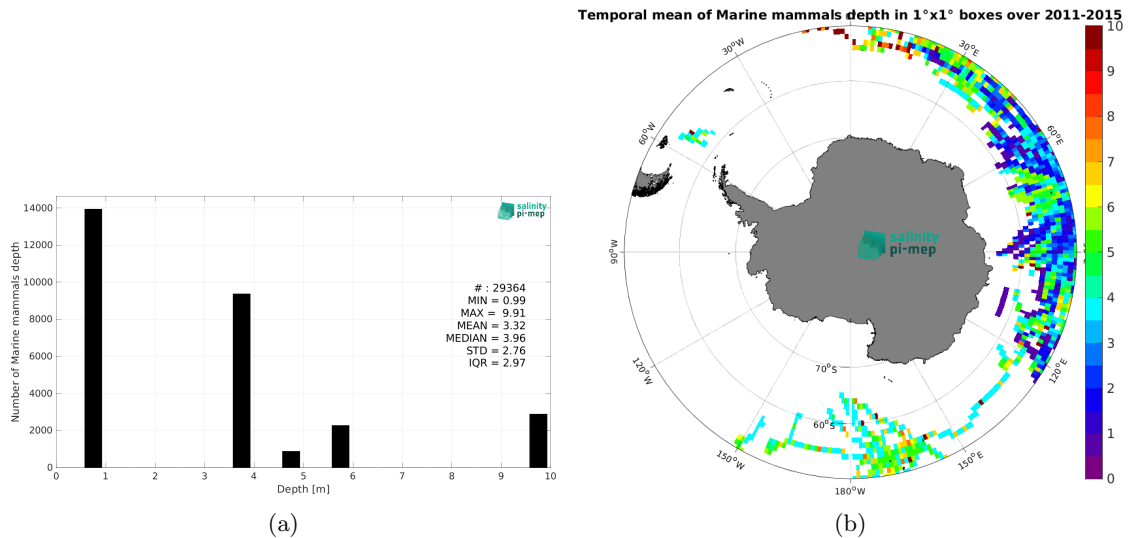 Temporal mean of Marine mammals depth in 1°x1° boxes over 2011-2015
salinity
pi-mep
14000
12000
10000
8000
6000
4000
2000
0
Number of Marine mammals depth
# : 29364
MIN = 0.99
MAX = 9.91
MEAN = 3.32
MEDIAN = 3.96
STD = 2.76
IQR = 2.97
0 1 2 3 4 5 6 7 8 9 10
Depth [m]
(a)
30°W
30°E
60°W
60°E
90°W
120°W
120°E
150°W
150°E
180°W
70°S
60°S
salinity
pi-mep
10
9
8
7
6
5
4
3
2
1
0
(b)